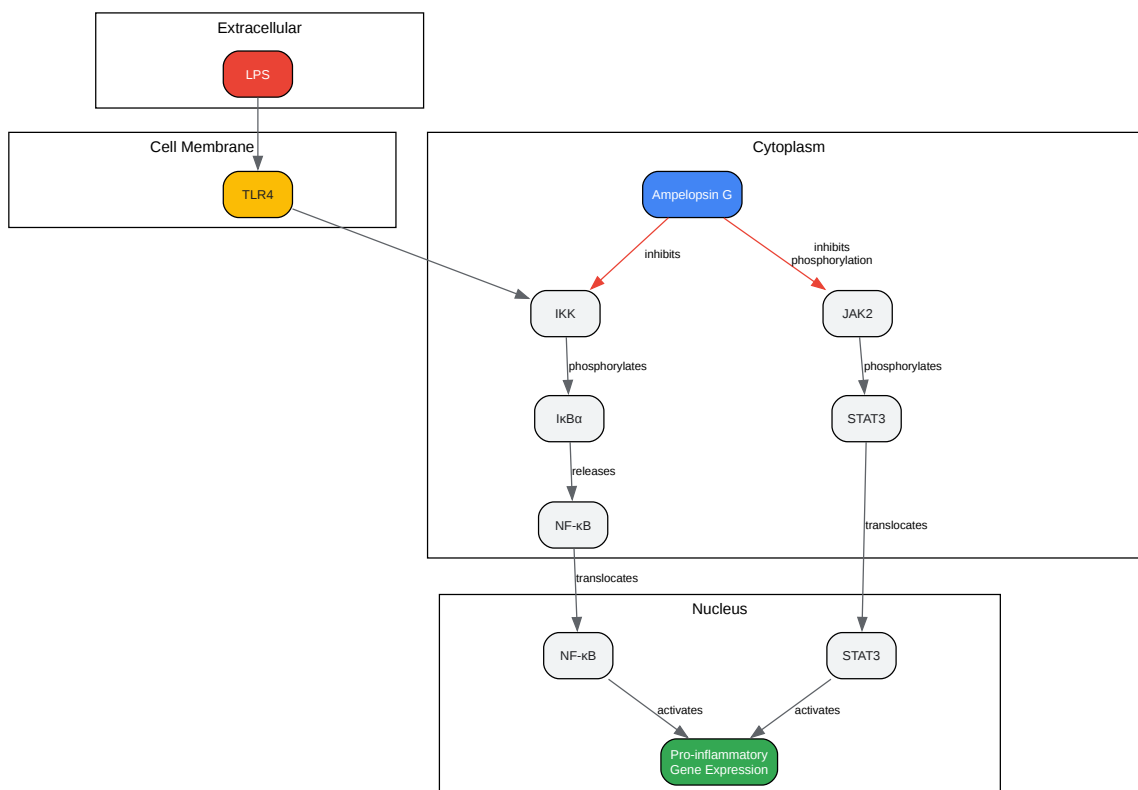 Extracellular
LPS
Cell Membrane
TLR4
Cytoplasm
Ampelopsin G
inhibits
inhibits
phosphorylation
IKK
JAK2
phosphorylates
phosphorylates
IκBα
STAT3
releases
NF-κB
translocates
translocates
Nucleus
NF-κB
STAT3
activates
activates
Pro-inflammatory
Gene Expression